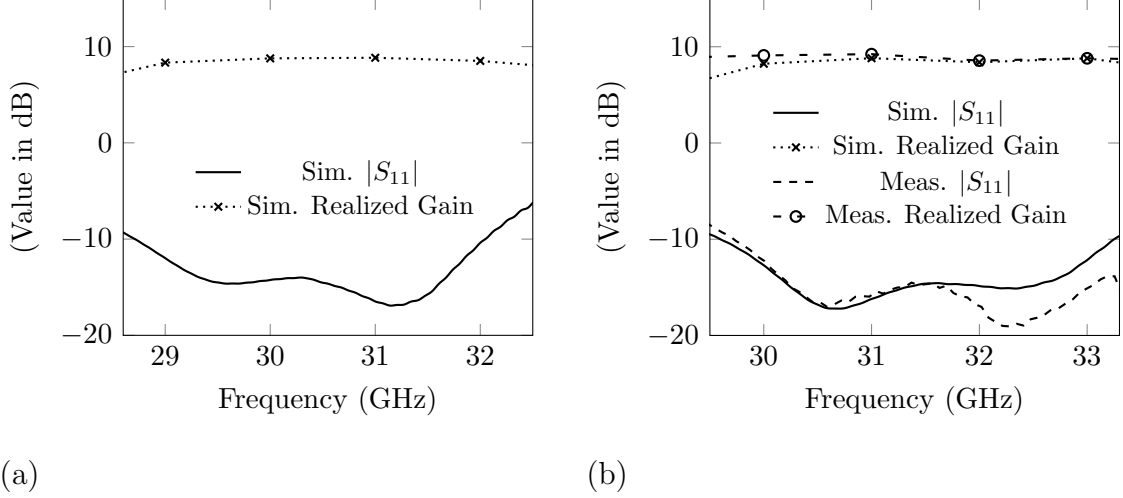 10
0
−10
−20
29 30 31 32
Frequency (GHz)
(Value in dB)
Sim. |S11|
Sim. Realized Gain
(a)
10
0
−10
−20
30 31 32 33
Frequency (GHz)
(Value in dB)
Sim. |S11|
Sim. Realized Gain
Meas. |S11|
Meas. Realized Gain
(b)